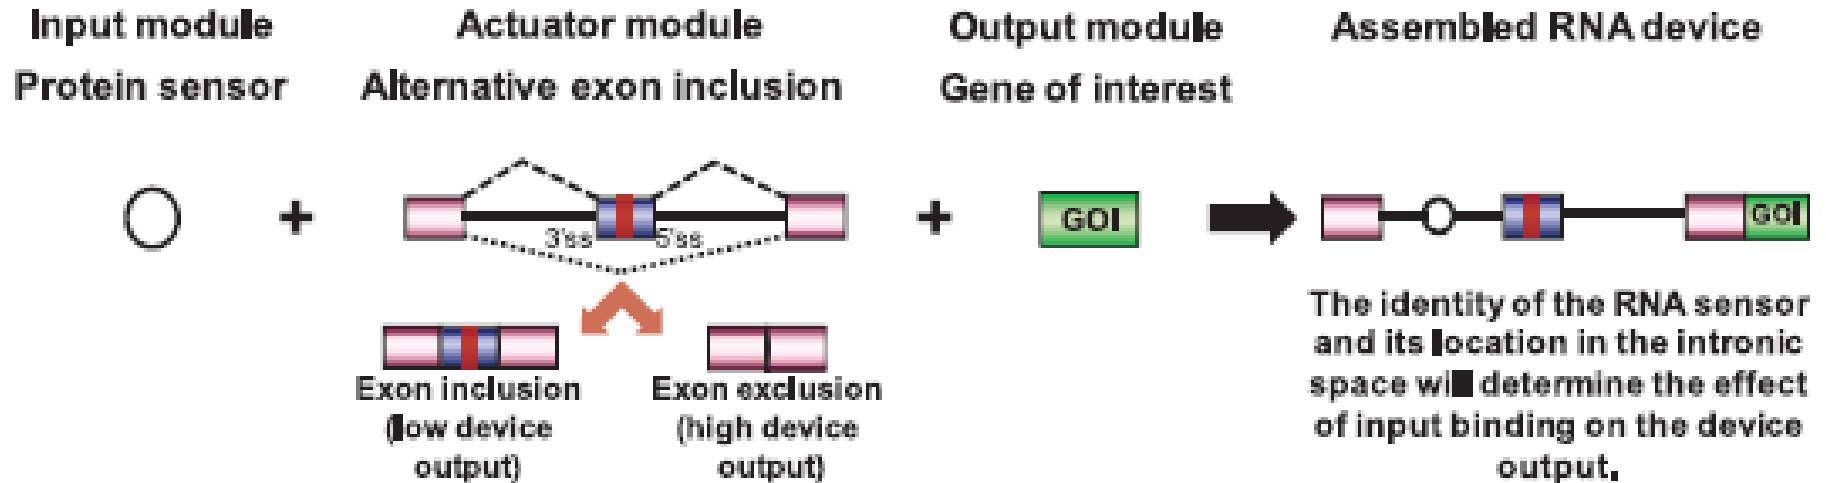 Input module
Protein sensor
+
Actuator module
Alternative exon inclusion
3'ss
5'ss
Exon inclusion
(low device
output)
Exon exclusion
(high device
output)
+
Output module
Gene of interest
GOI
Assembled RNA device
GOI
The identity of the RNA sensor
and its location in the intronic
space will determine the effect
of input binding on the device
output.